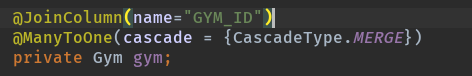 @JoinColumn(name="GYM_ID")
@ManyToOne(cascade = {CascadeType.MERGE})
private Gym gym;